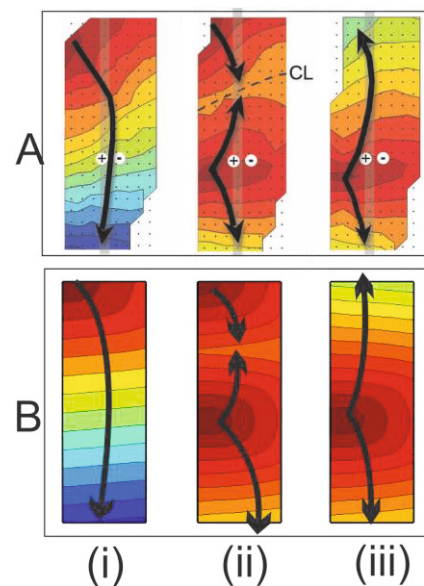 A
CL
+ -
+ -
+ -
B
(i) (ii) (iii)